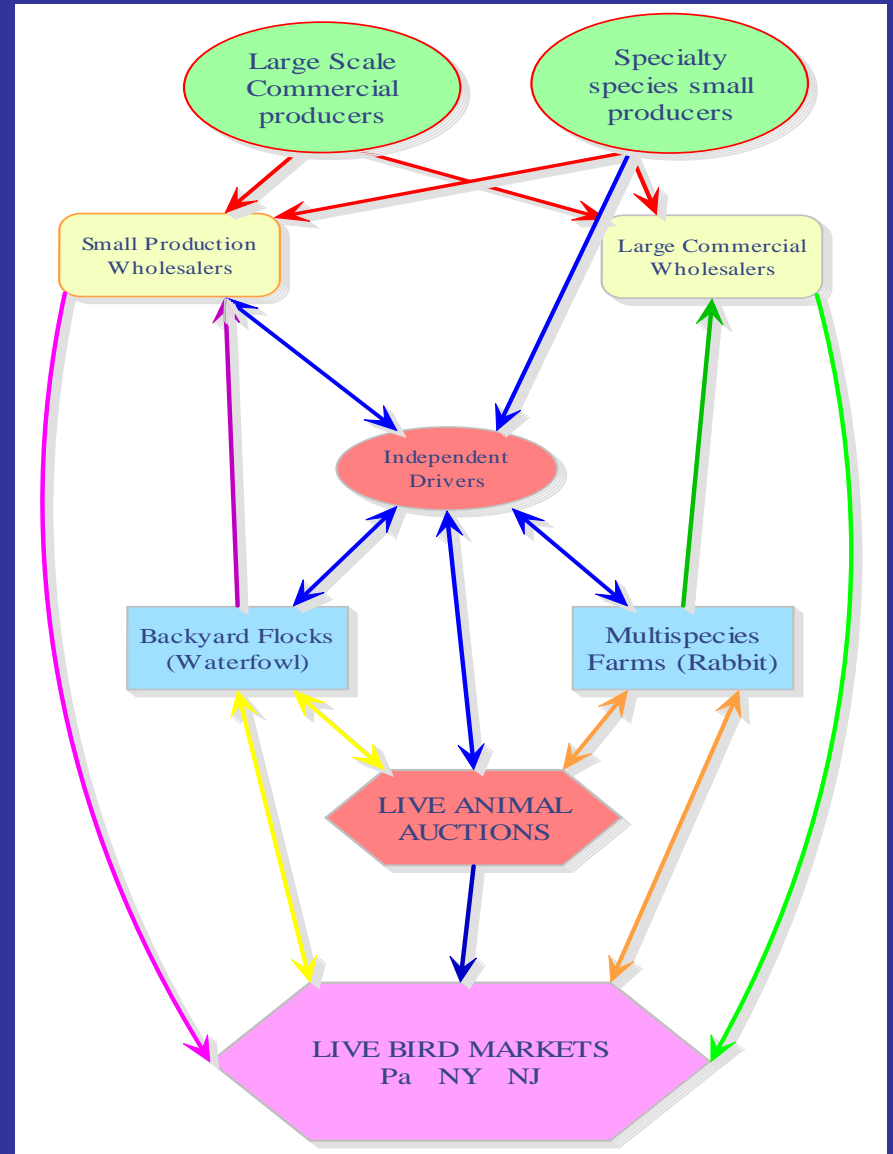 Large Scale
Commercial
producers
Specialty
species small
producers
Small Production
Wholesalers
Large Commercial
Wholesalers
Independent
Drivers
Backyard Flocks
(Waterfowl)
Multispecies
Farms (Rabbit)
LIVE ANIMAL
AUCTIONS
LIVE BIRD MARKETS
Pa NY NJ